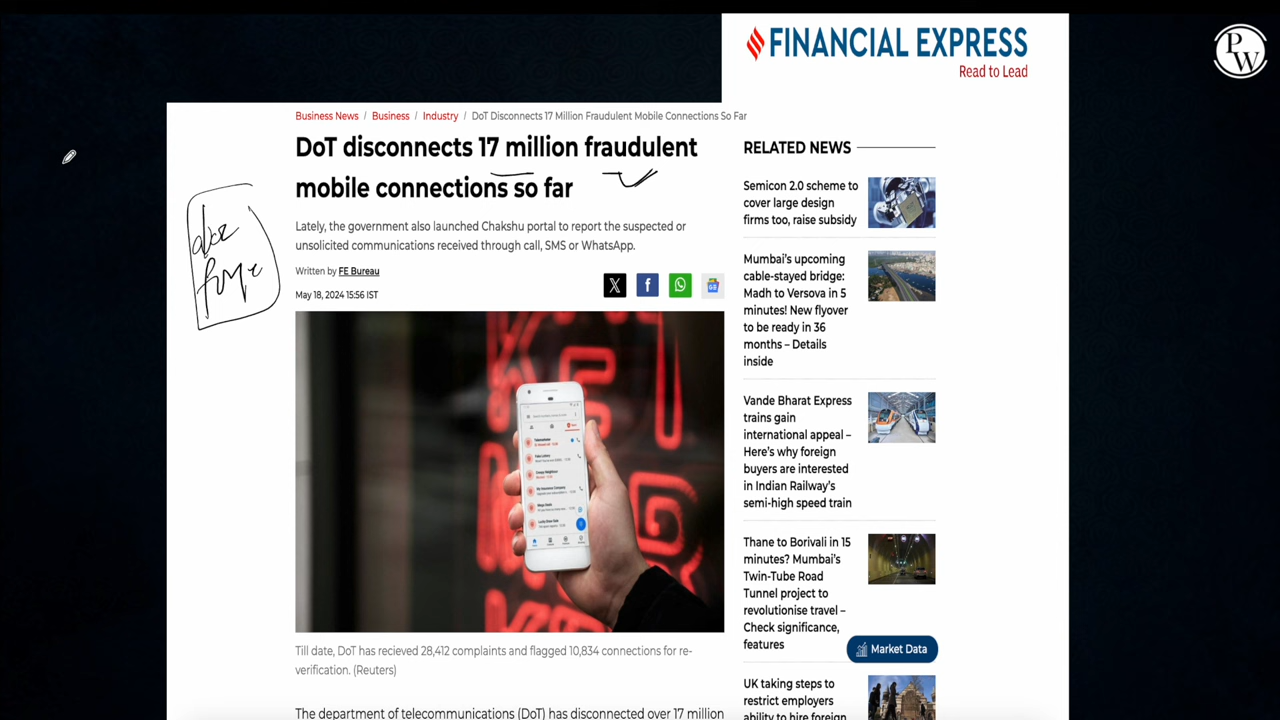 FINANCIAL EXPRESS
Read to Lead
PW
Business News / Business / Industry / DoT Disconnects 17 Million Fraudulent Mobile Connections So Far
DoT disconnects 17 million fraudulent
mobile connections so far
Lately, the government also launched Chakshu portal to report the suspected or
unsolicited communications received through call, SMS or WhatsApp.
Written by FE Bureau
May 18, 2024 15:56 IST
Till date, DoT has recieved 28,412 complaints and flagged 10,834 connections for re-
verification. (Reuters)
The department of telecommunications (DoT) has disconnected over 17 million
RELATED NEWS
Semicon 2.0 scheme to
cover large design
firms too, raise subsidy
Mumbai's upcoming
cable-stayed bridge:
Madh to Versova in 5
minutes! New flyover
to be ready in 36
months – Details
inside
Vande Bharat Express
trains gain
international appeal –
Here's why foreign
buyers are interested
in Indian Railway's
semi-high speed train
Thane to Borivali in 15
minutes? Mumbai's
Twin-Tube Road
Tunnel project to
revolutionise travel –
Check significance,
features
Market Data
UK taking steps to
restrict employers
ability to hire foreign